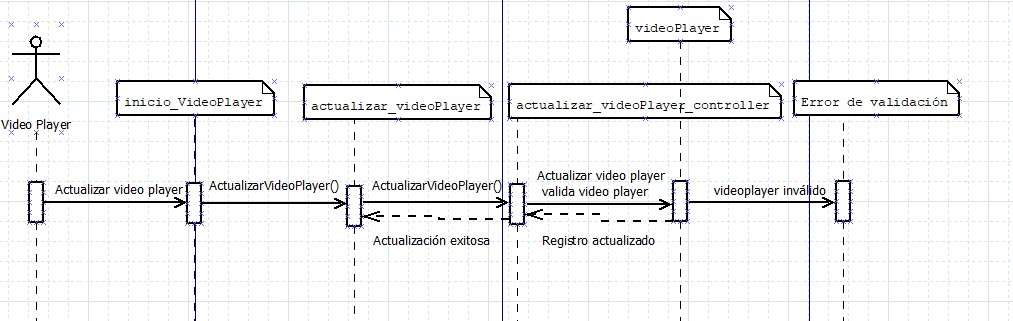 videoPlayer
inicio_VideoPlayer
actualizar_videoPlayer
actualizar_videoPlayer_controller
Error de validación
Video Player
Actualizar video player
ActualizarVideoPlayer()
ActualizarVideoPlayer()
Actualizar video player
valida video player
videoplayer inválido
Actualización exitosa
Registro actualizado